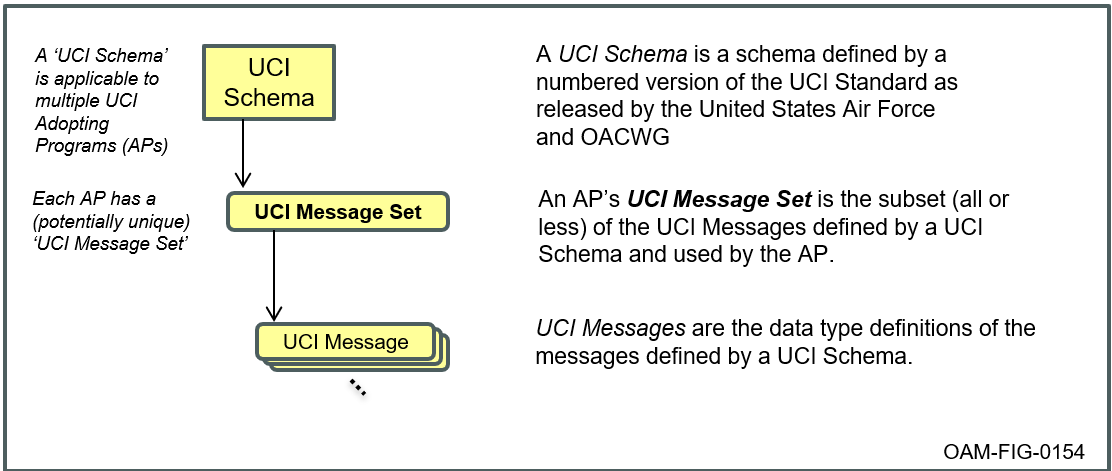 A ‘UCI Schema’
is applicable to
multiple UCI
Adopting
Programs (APs)
UCI
Schema
A UCI Schema is a schema defined by a
numbered version of the UCI Standard as
released by the United States Air Force
and OACWG
Each AP has a
(potentially unique)
‘UCI Message Set’
UCI Message Set
An AP’s UCI Message Set is the subset (all or
less) of the UCI Messages defined by a UCI
Schema and used by the AP.
UCI Message
UCI Messages are the data type definitions of the
messages defined by a UCI Schema.
OAM-FIG-0154